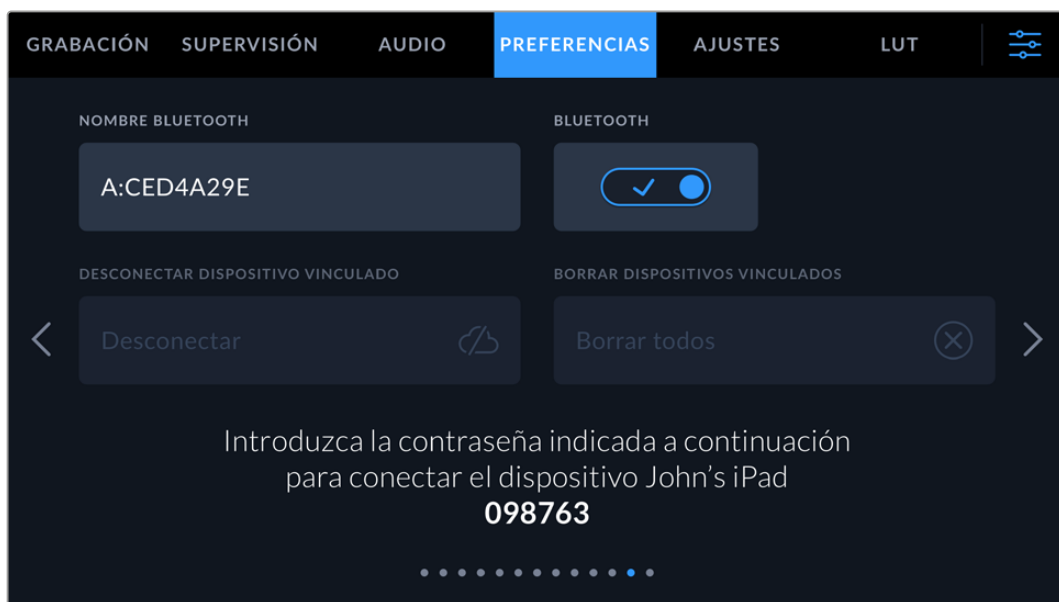 GRABACIÓN SUPERVISIÓN AUDIO PREFERENCIAS AJUSTES LUT
NOMBRE BLUETOOTH BLUETOOTH
A:CED4A29E
DESCONECTAR DISPOSITIVO VINCULADO BORRAR DISPOSITIVOS VINCULADOS
Desconectar Borrar todos
Introduzca la contraseña indicada a continuación
para conectar el dispositivo John’s iPad
098763